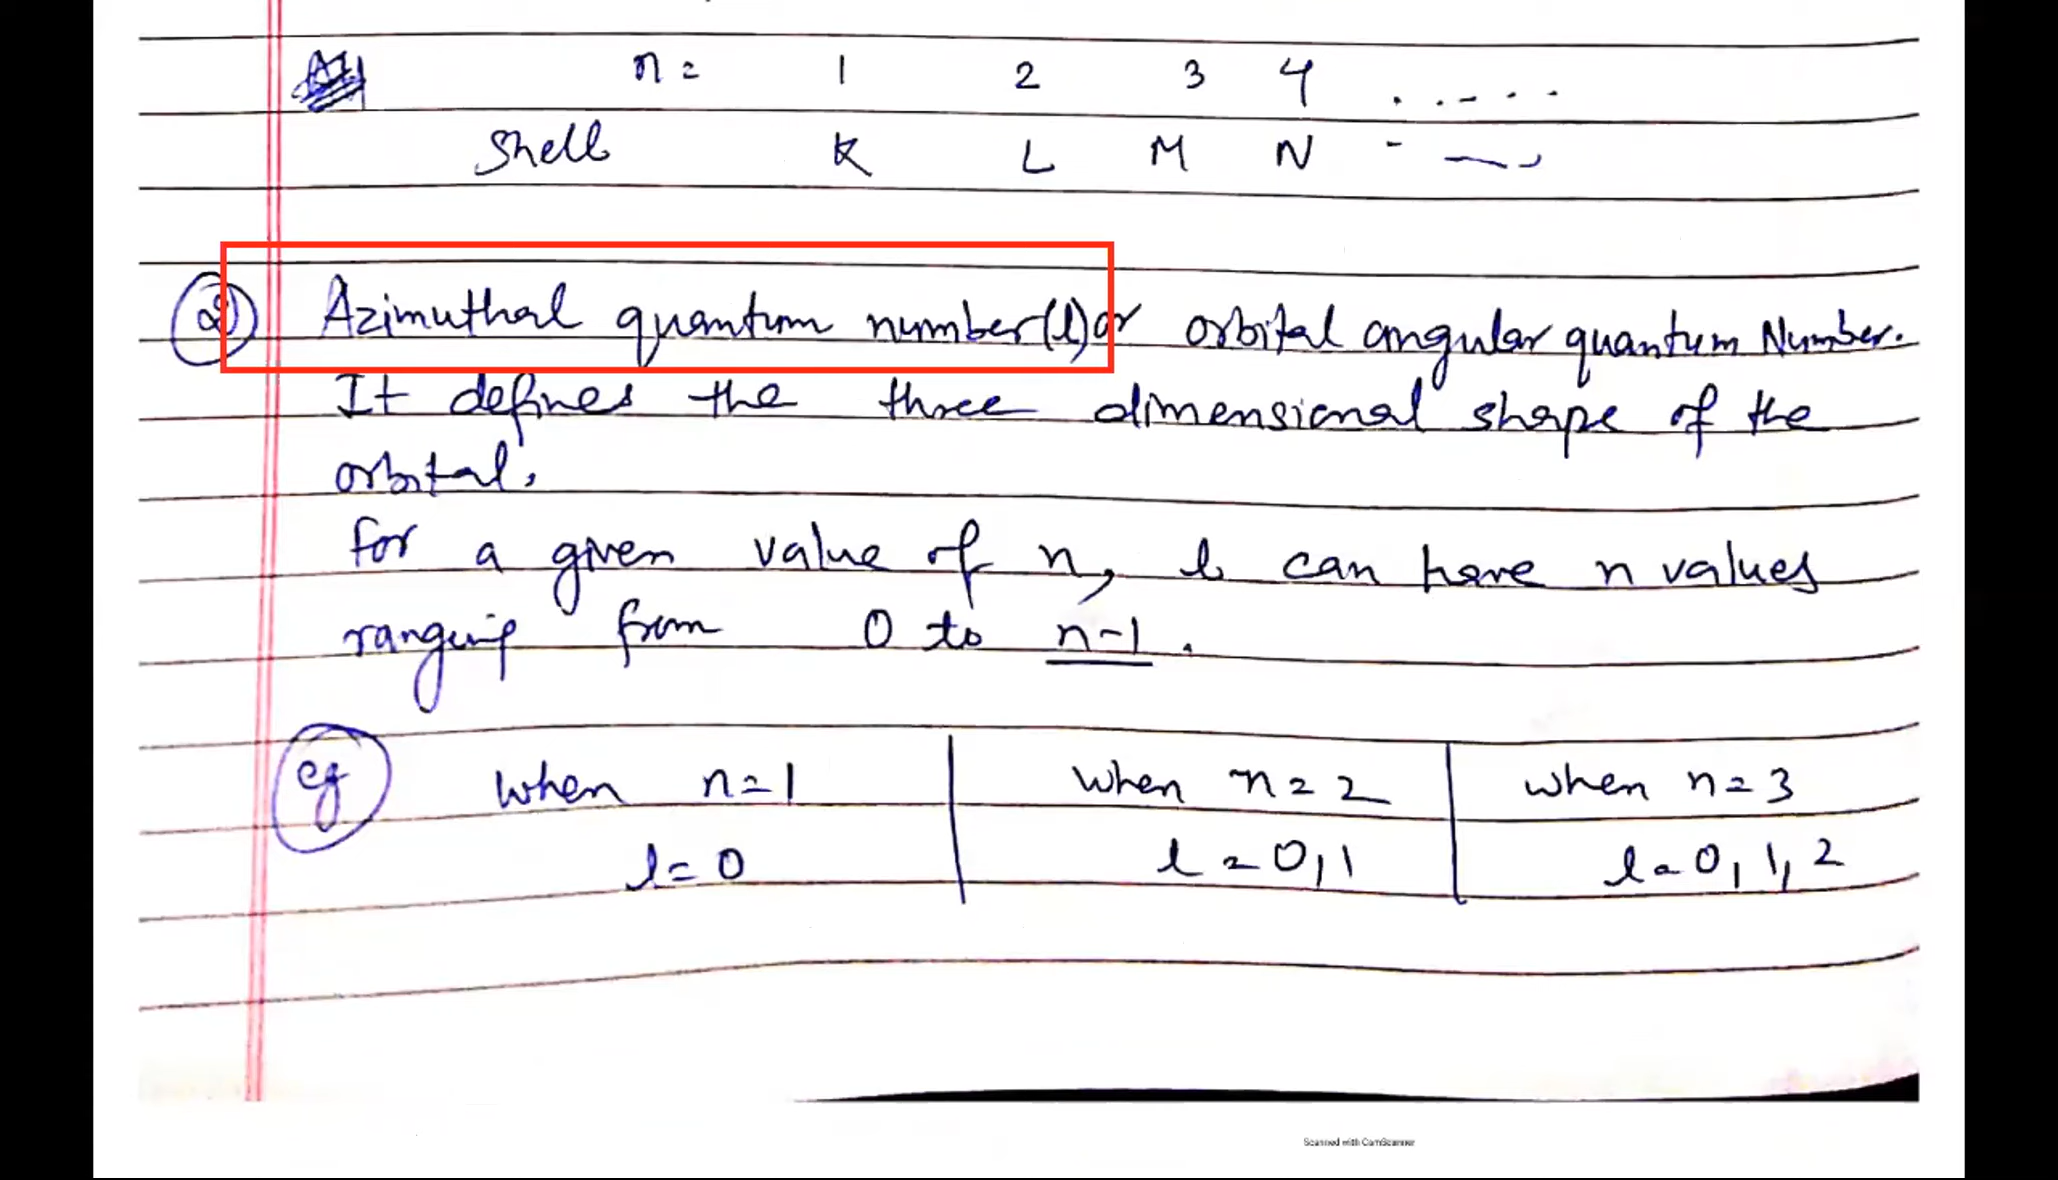 n = 1 2 3 4 . . - . .
Shell K L M N - — -
2) Azimuthal quantum number(l) or orbital angular quantum Number.
It defines the three dimensional shape of the
orbital.
for a given value of n, l can have n values
ranging from 0 to n-1.
eg when n=1 when n=2 when n=3
l=0 l=0,1 l=0,1,2
Scanned with CamScanner